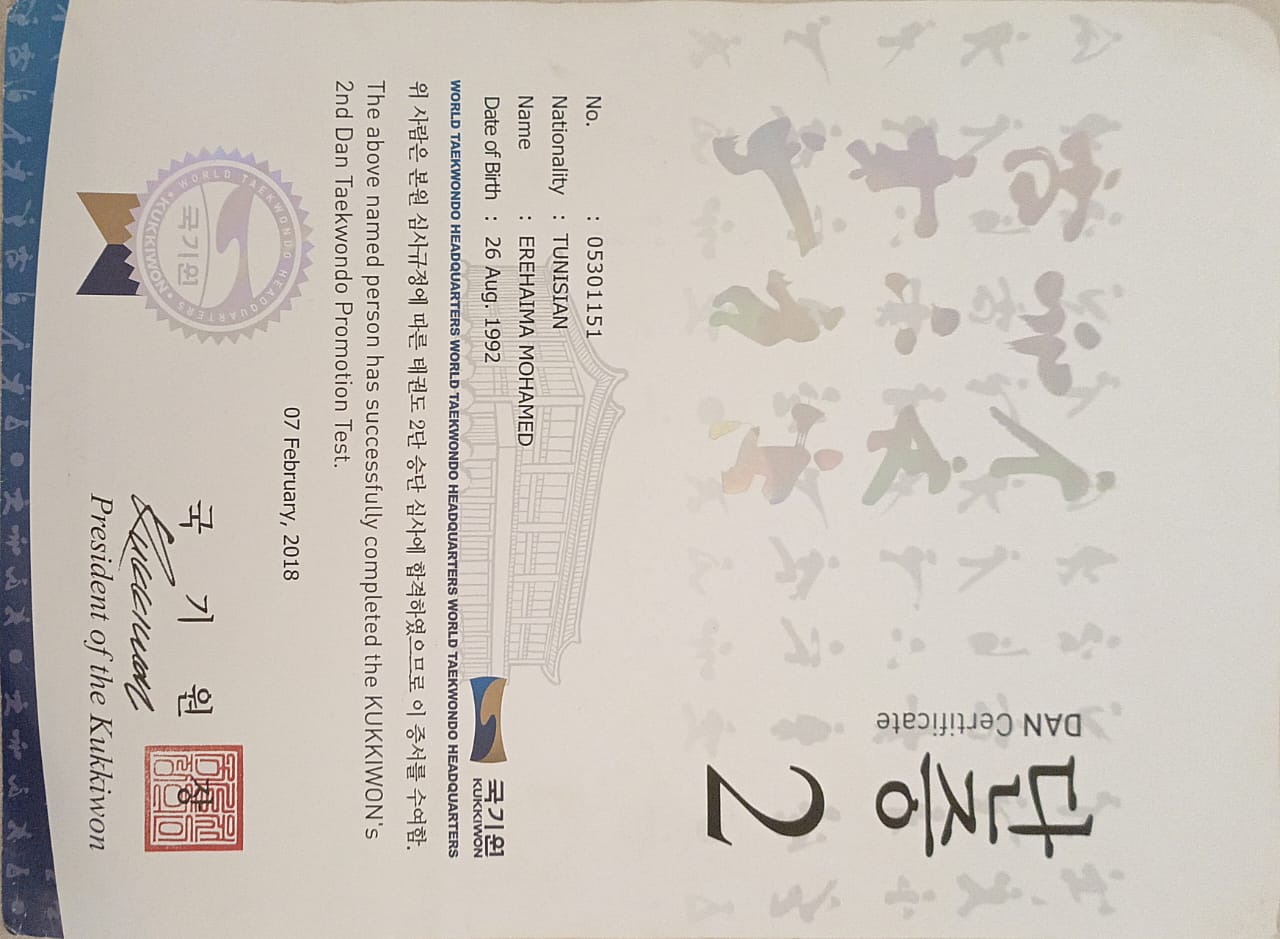 DAN Certificate
단증
2
No. : 05301151
Nationality : TUNISIAN
Name : EREHAIMA MOHAMED
Date of Birth : 26 Aug. 1992
국기원
KUKKIWON
WORLD TAEKWONDO HEADQUARTERS WORLD TAEKWONDO HEADQUARTERS WORLD TAEKWONDO HEADQUARTERS WORLD TAEKWONDO HEADQUARTERS
위 사람은 본원 심사규정에 따른 태권도 2단 승단 심사에 합격하였으므로 이 증서를 수여함.
The above named person has successfully completed the KUKKIWON's
2nd Dan Taekwondo Promotion Test.
07 February, 2018
WORLD TAEKWONDO HEADQUARTERS
국기원
KUKKIWON
국 기 원 장
President of the Kukkiwon